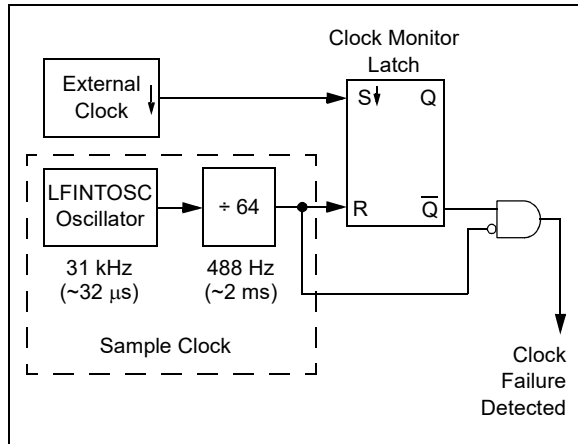 Clock Monitor
Latch
External
Clock
S
Q
LFINTOSC
Oscillator
÷ 64
R
Q
31 kHz
(~32 μs)
488 Hz
(~2 ms)
Sample Clock
Clock
Failure
Detected